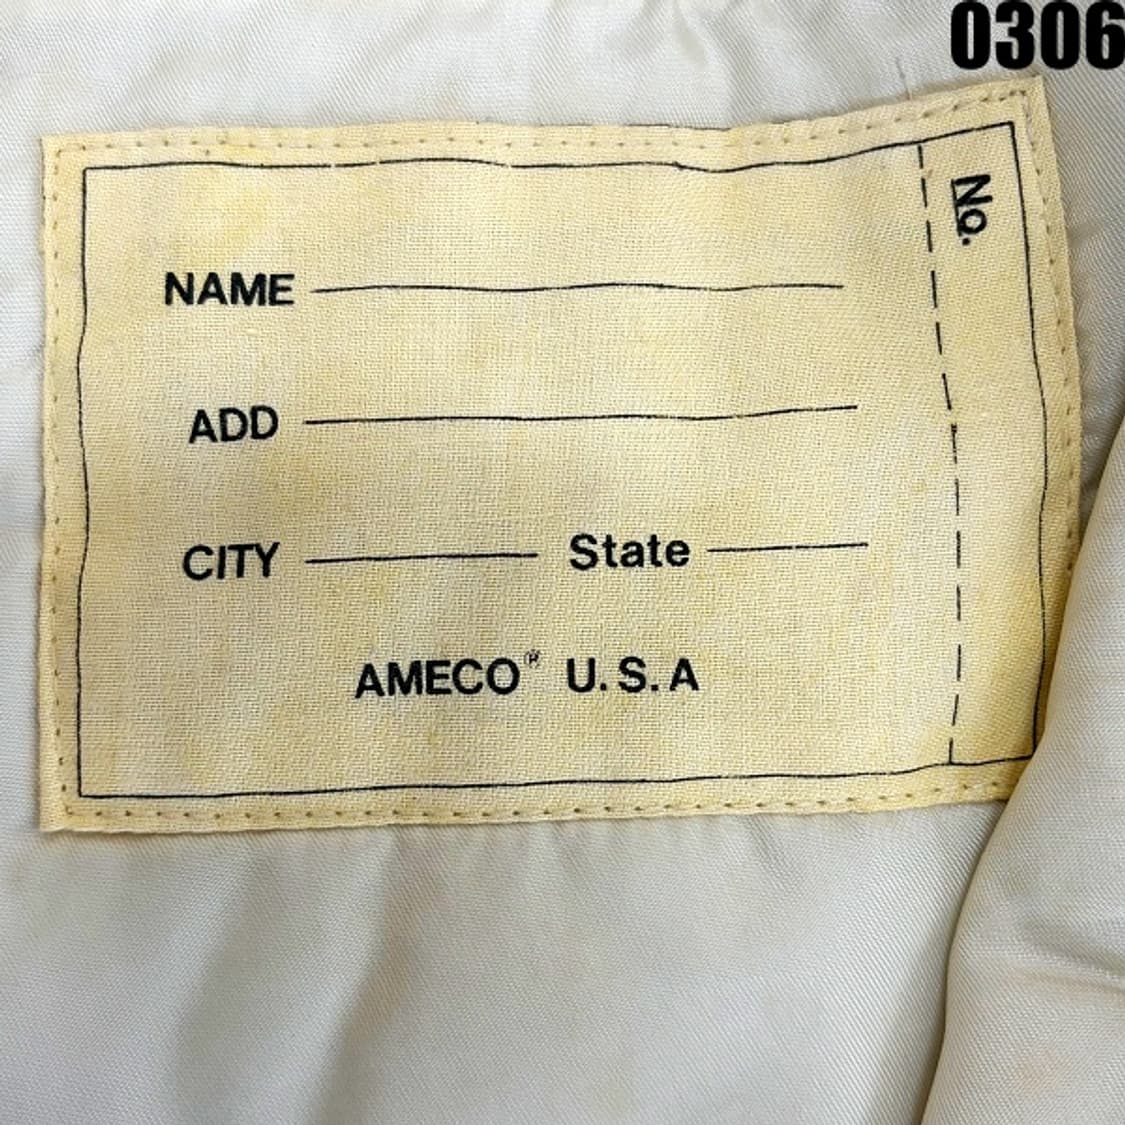 0306
No.
NAME
ADD
CITY State
AMECO® U.S.A